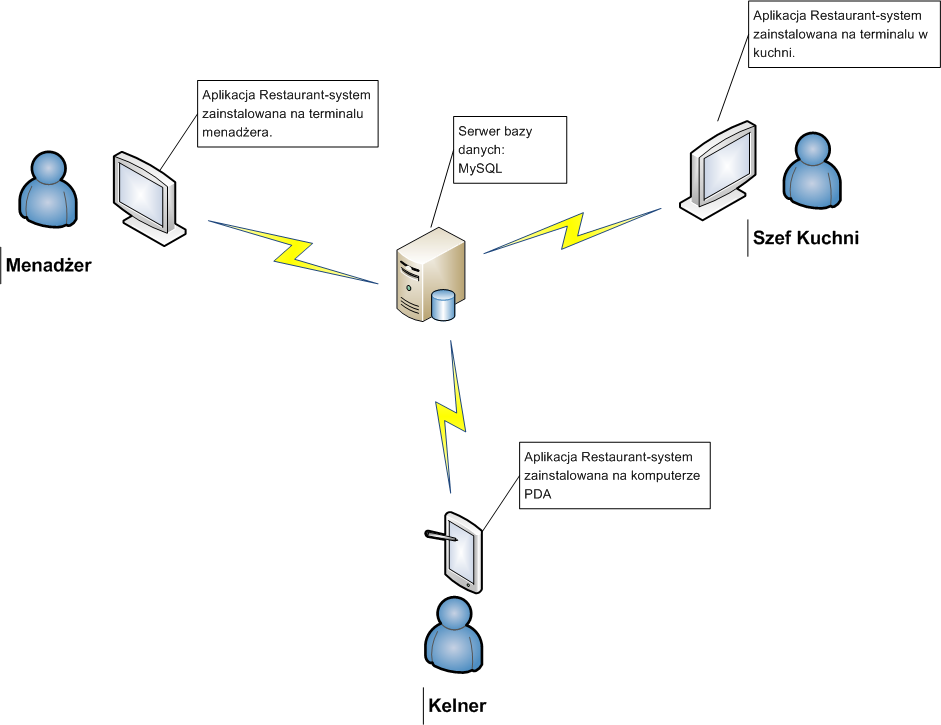 Aplikacja Restaurant-system
zainstalowana na terminalu w
kuchni.
Aplikacja Restaurant-system
zainstalowana na terminalu
menadżera.
Serwer bazy
danych:
MySQL
Szef Kuchni
Menadżer
Aplikacja Restaurant-system
zainstalowana na komputerze
PDA
Kelner